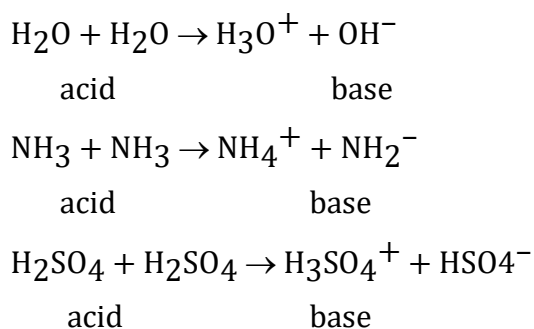 H₂O + H₂O → H₃O⁺ + OH⁻
acid base
NH₃ + NH₃ → NH₄⁺ + NH₂⁻
acid base
H₂SO₄ + H₂SO₄ → H₃SO₄⁺ + HSO4⁻
acid base